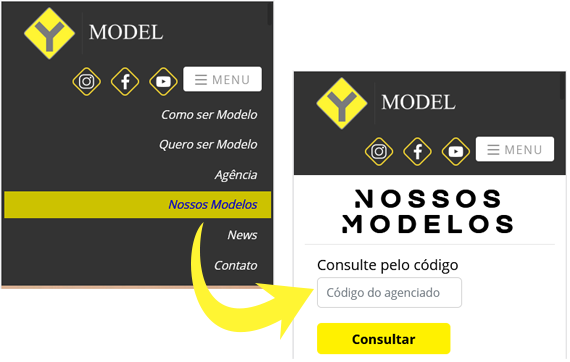 Y MODEL
MENU
Como ser Modelo
Quero ser Modelo
Agência
Nossos Modelos
News
Contato
Y MODEL
MENU
NOSSOS
MODELOS
Consulte pelo código
Código do agenciado
Consultar